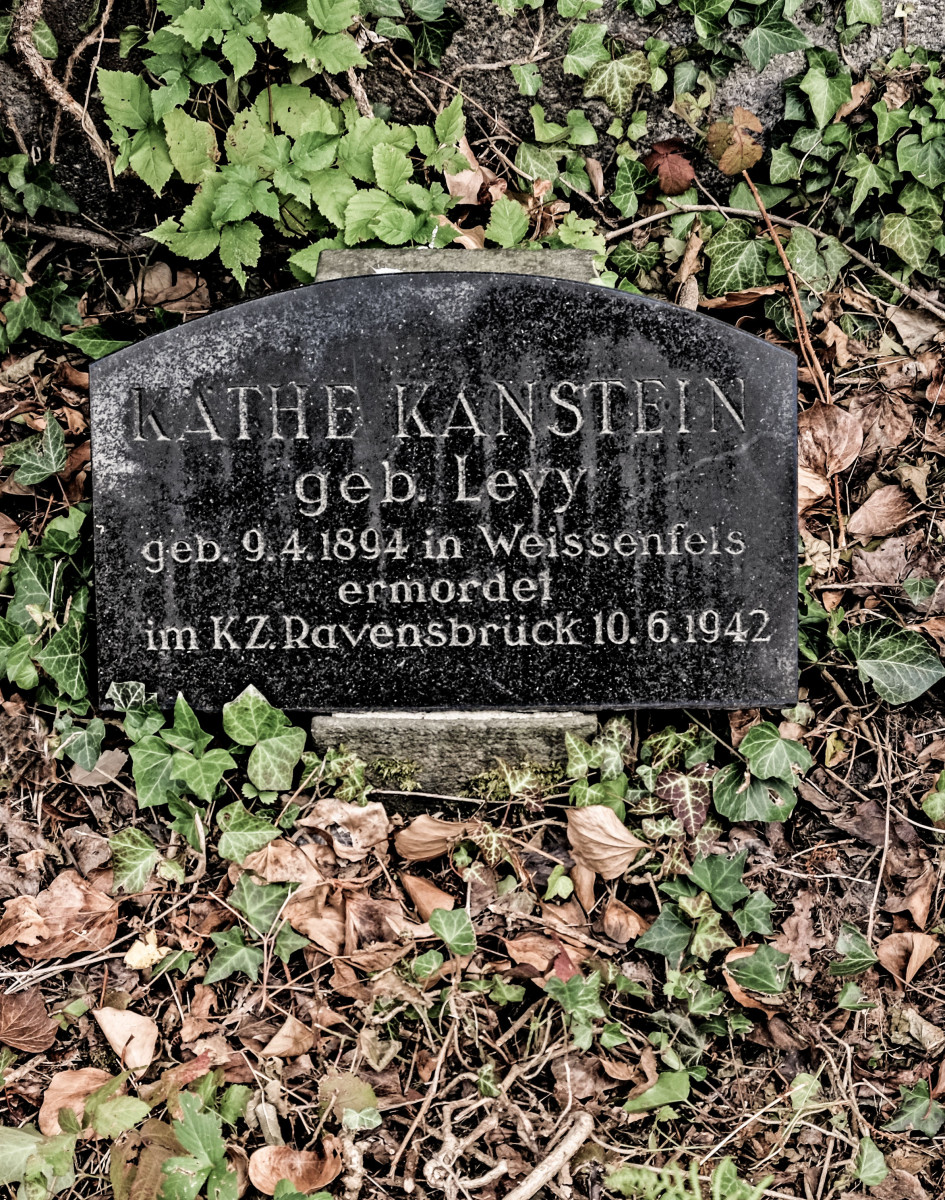 KATHE KANSTEIN
geb. Levy
geb. 9.4.1894 in Weissenfels
ermordet
im KZ. Ravensbrück 10.6.1942